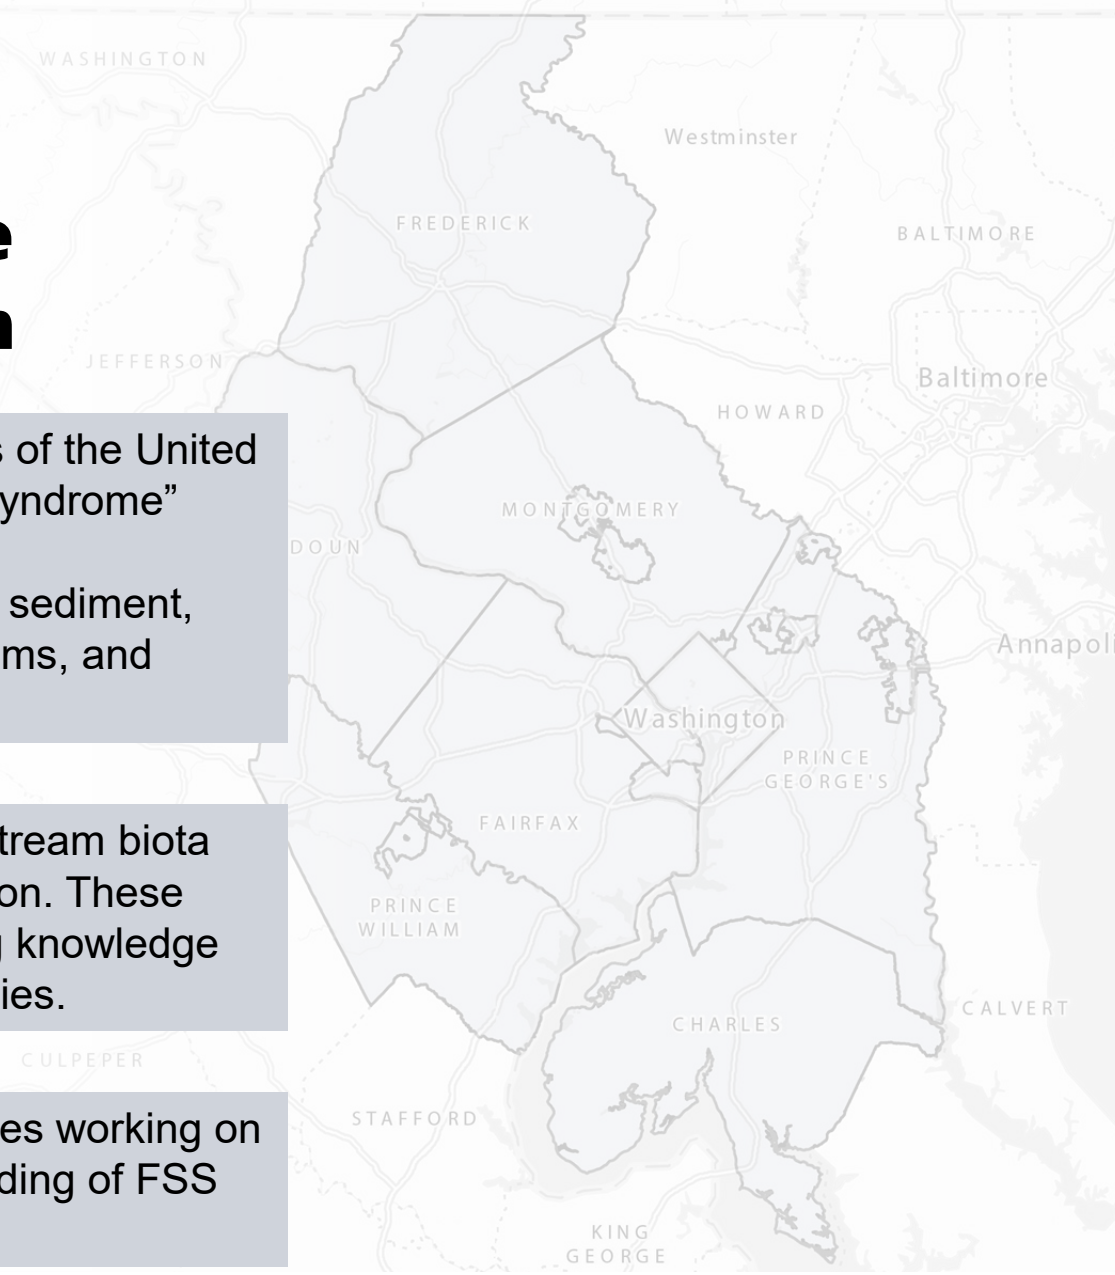 WASHINGTON
Westminster
FREDERICK
BALTIMORE
e
n
JEFFERSON
Baltimore
HOWARD
s of the United
yndrome”
MONTGOMERY
DOUN
sediment,
ms, and
Annapoli
Washington
PRINCE
GEORGE'S
FAIRFAX
tream biota
on. These
g knowledge
ies.
PRINCE
WILLIAM
CALVERT
CHARLES
CULPEPER
STAFFORD
es working on
ding of FSS
KING
GEORGE